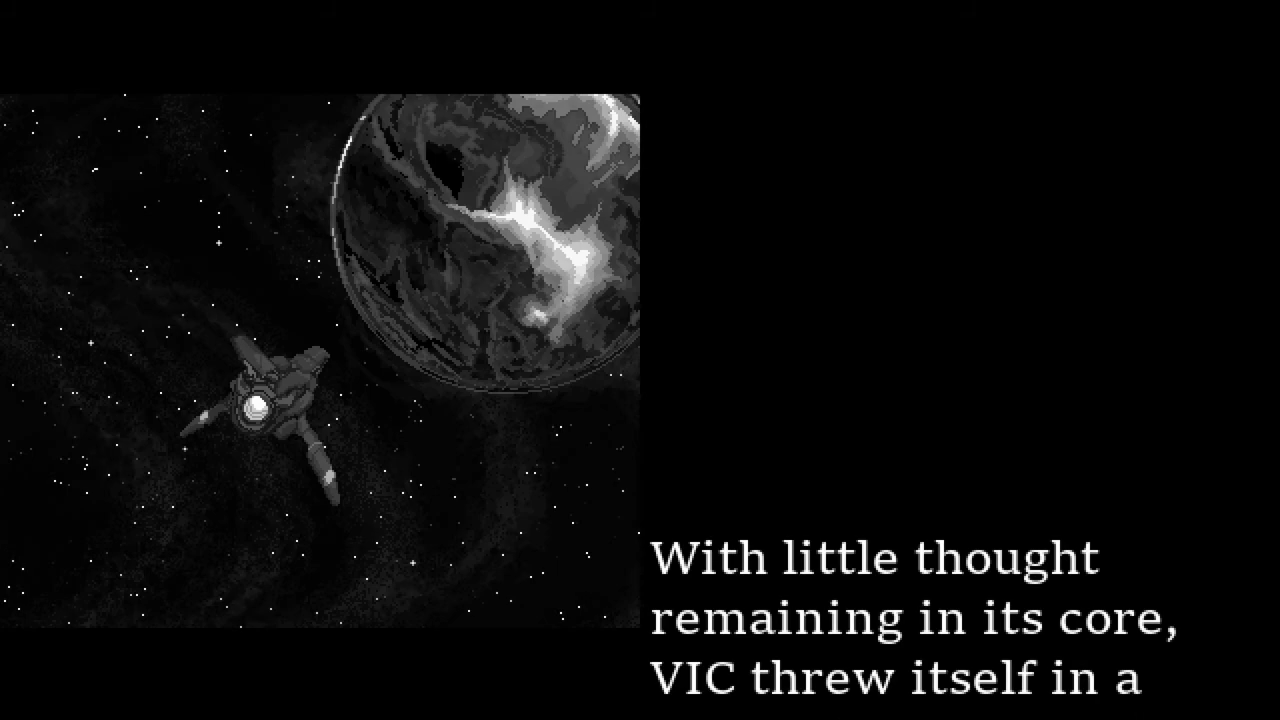 With little thought
remaining in its core,
VIC threw itself in a